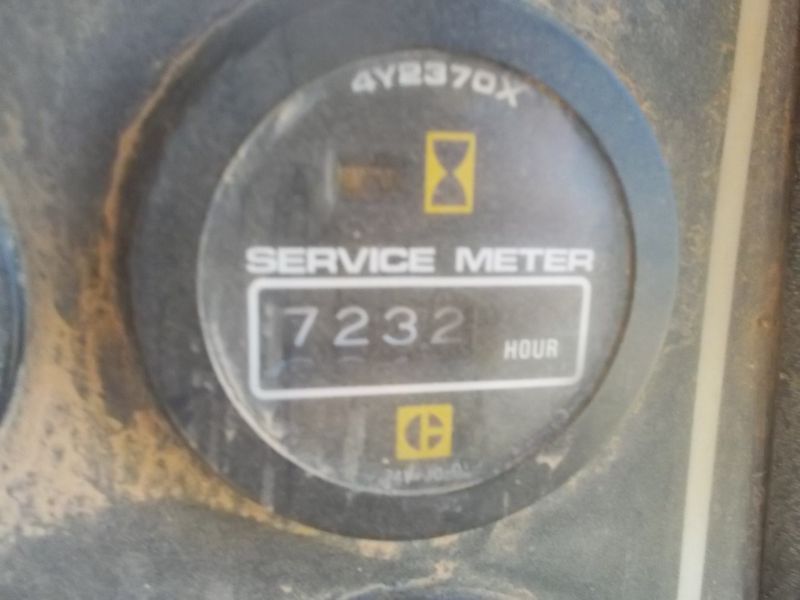 4Y2370X
SERVICE METER
7232
HOUR